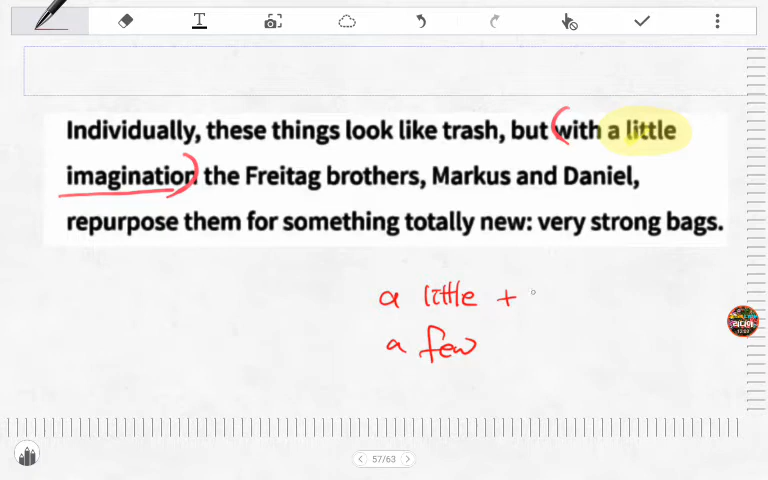 T
Individually, these things look like trash, but with a little
imagination the Freitag brothers, Markus and Daniel,
repurpose them for something totally new: very strong bags.
a little +
a few
57/63